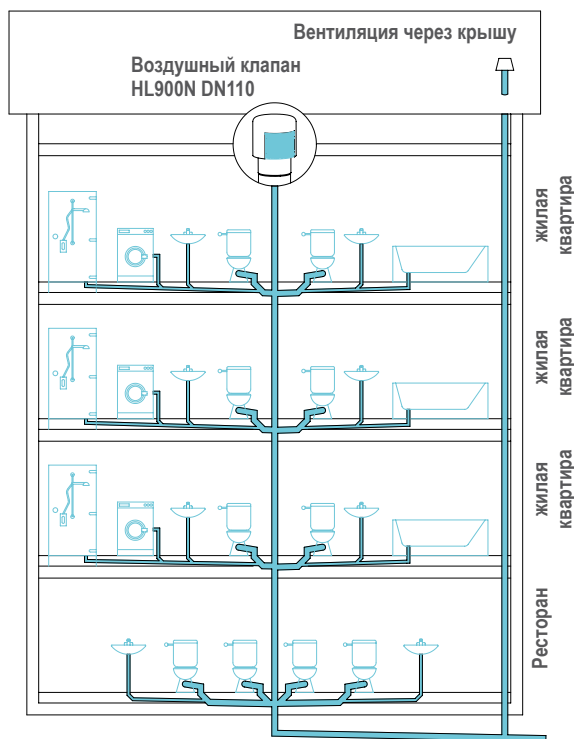 Вентиляция через крышу
Воздушный клапан
HL900N DN110
жилая
квартира
жилая
квартира
жилая
квартира
Ресторан